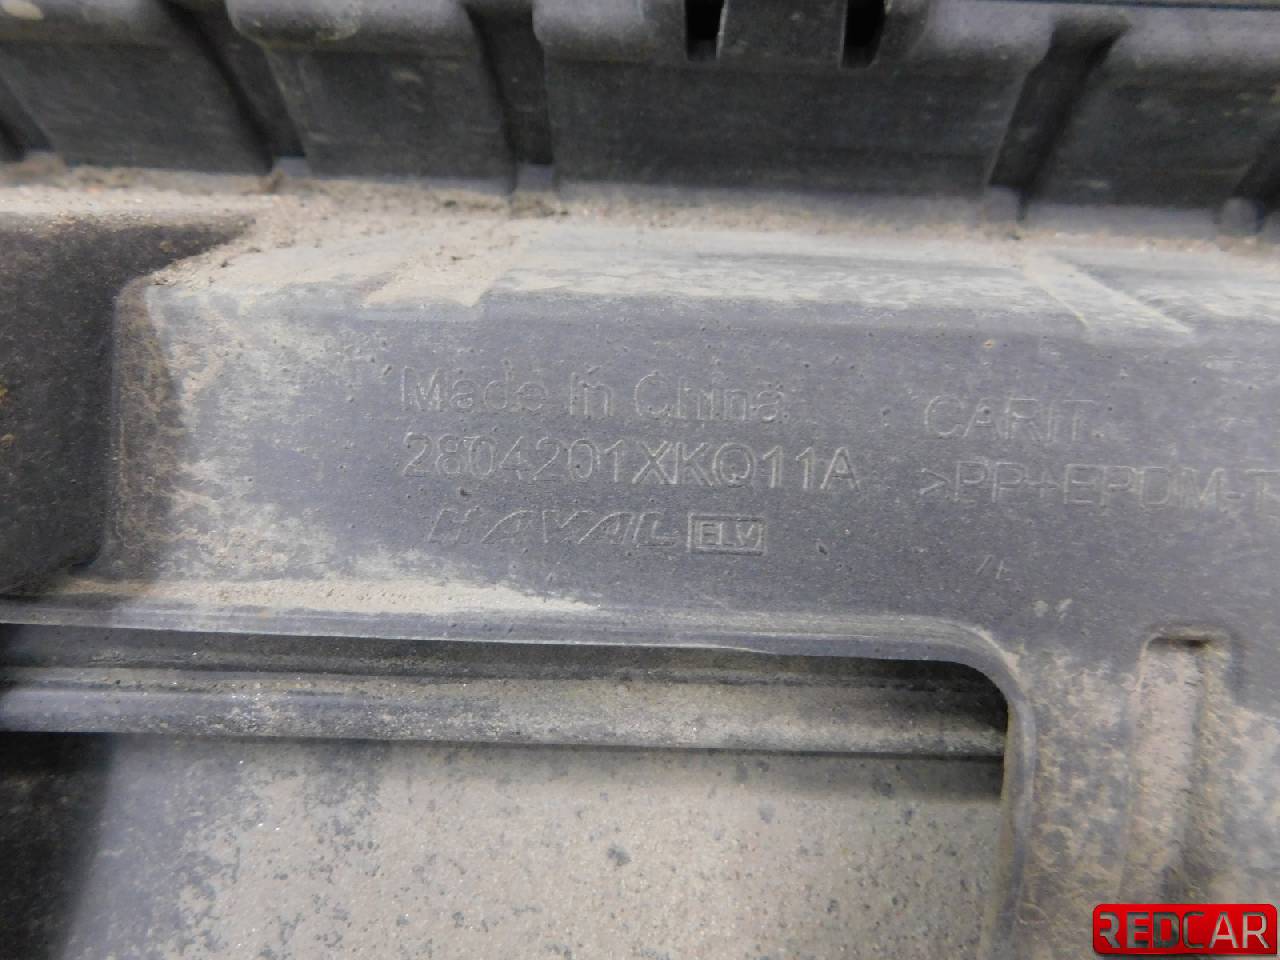 Made In China
2804201XKQ11A
HAVAL ELV
CARIT.
>PP+EPDM-T
REDCAR